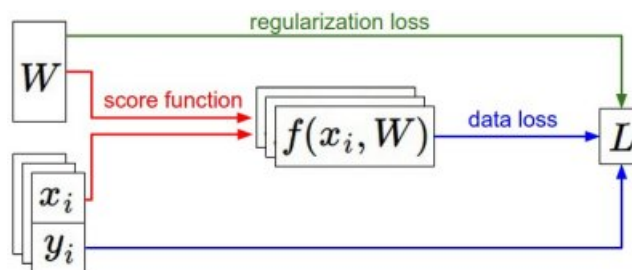 regularization loss
W
score function
f(x_i, W)
data loss
L
x_i
y_i